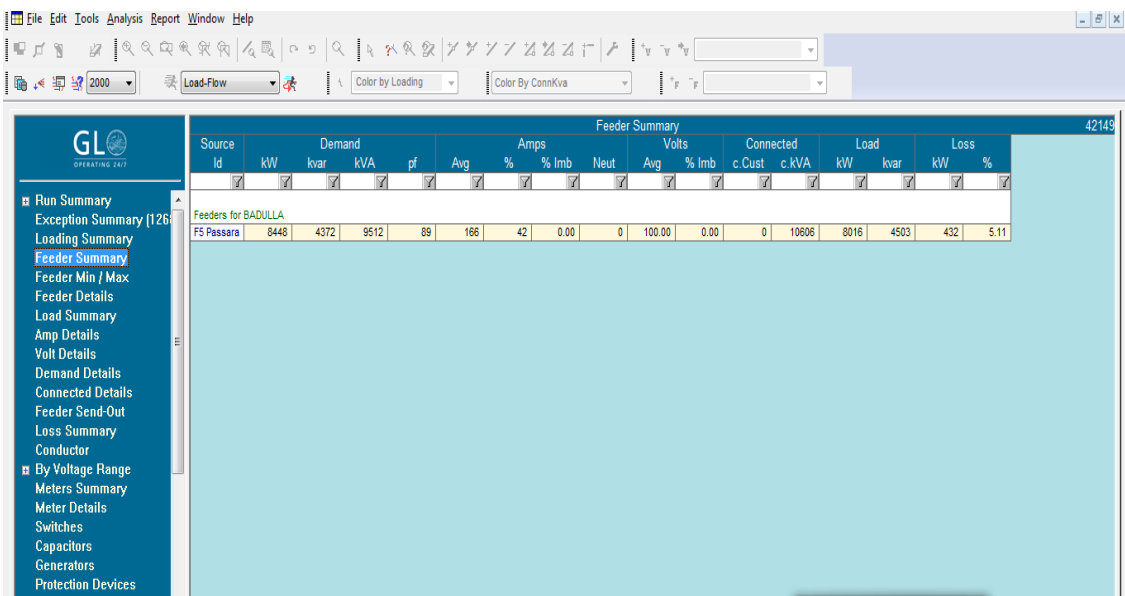 File Edit Tools Analysis Report Window Help
2000 Load-Flow Color by Loading Color By ConnKva
GL
OPERATING 24/7
Run Summary
Exception Summary (126
Loading Summary
Feeder Summary
Feeder Min / Max
Feeder Details
Load Summary
Amp Details
Volt Details
Demand Details
Connected Details
Feeder Send-Out
Loss Summary
Conductor
By Voltage Range
Meters Summary
Meter Details
Switches
Capacitors
Generators
Protection Devices
Feeder Summary 42149
Source Demand Amps Volts Connected Load Loss
Id kW kvar kVA pf Avg % % Imb Neut Avg % Imb c.Cust c.kVA kW kvar kW %
Feeders for BADULLA
F5 Passara 8448 4372 9512 89 166 42 0.00 0 100.00 0.00 0 10606 8016 4503 432 5.11